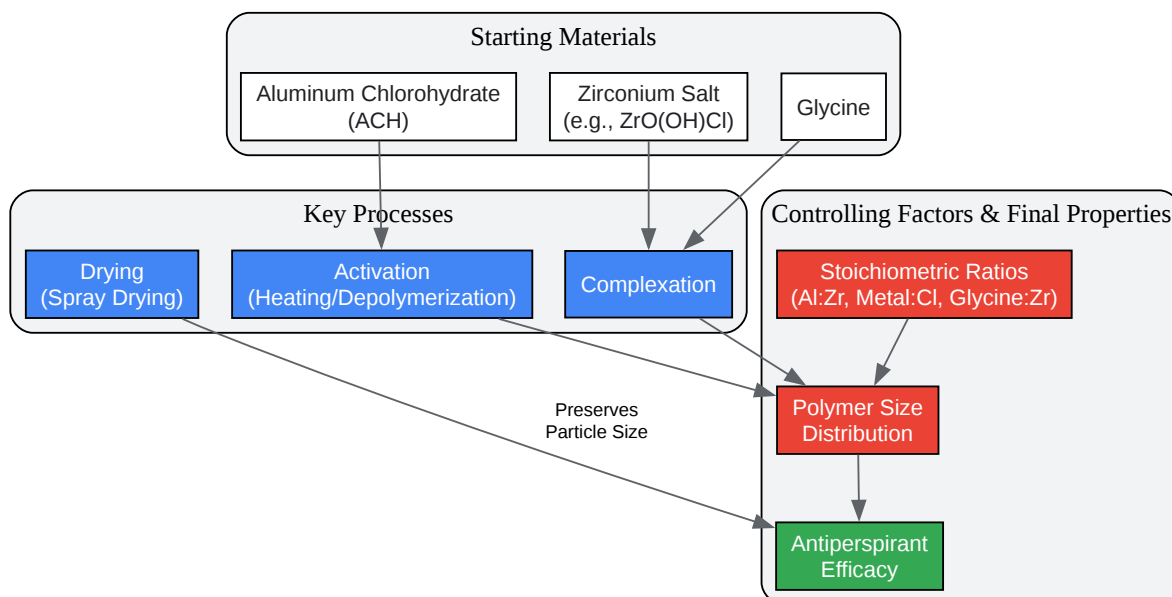 Starting Materials
Aluminum Chlorohydrate
(ACH)
Zirconium Salt
(e.g., ZrO(OH)Cl)
Glycine
Key Processes
Drying
(Spray Drying)
Activation
(Heating/Depolymerization)
Complexation
Controlling Factors & Final Properties
Stoichiometric Ratios
(Al:Zr, Metal:Cl, Glycine:Zr)
Preserves
Particle Size
Polymer Size
Distribution
Antiperspirant
Efficacy